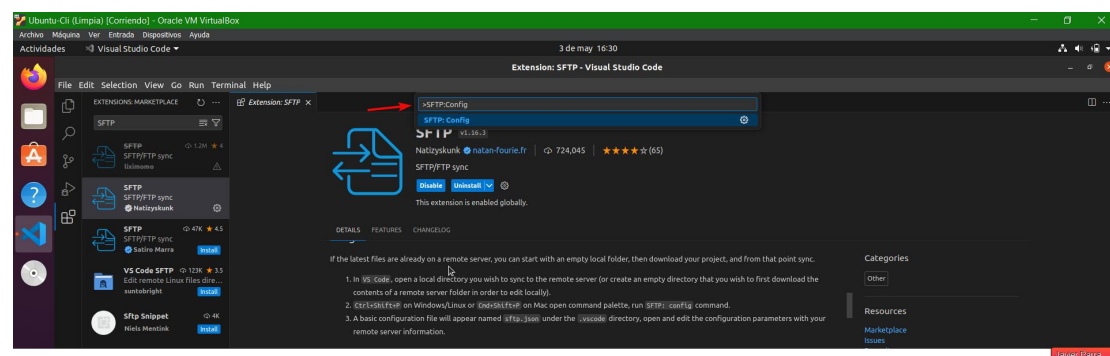 Ubuntu-Cli (Limpia) [Corriendo] - Oracle VM VirtualBox
Archivo Máquina Ver Entrada Dispositivos Ayuda
Actividades Visual Studio Code 3 de may 16:30
Extension: SFTP - Visual Studio Code
File Edit Selection View Go Run Terminal Help
EXTENSIONS: MARKETPLACE
Extension: SFTP
>SFTP:Config
SFTP: Config
SFTP
SFTP 1.2M 4
SFTP/FTP sync
liximomo
SFTP
SFTP/FTP sync
Natizyskunk
SFTP 47K 4.5
SFTP/FTP sync
Satiro Marra Install
VS Code SFTP 123K 3.5
Edit remote Linux files dire...
suntobright Install
Sftp Snippet 4K
Niels Mentink Install
SFTP v1.16.3
Natizyskunk natan-fourie.fr 724,045 (65)
SFTP/FTP sync
Disable Uninstall
This extension is enabled globally.
DETAILS FEATURES CHANGELOG
If the latest files are already on a remote server, you can start with an empty local folder, then download your project, and from that point sync.
1. In VS Code, open a local directory you wish to sync to the remote server (or create an empty directory that you wish to first download the
contents of a remote server folder in order to edit locally).
2. Ctrl+Shift+P on Windows/Linux or Cmd+Shift+P on Mac open command palette, run SFTP: config command.
3. A basic configuration file will appear named sftp.json under the .vscode directory, open and edit the configuration parameters with your
remote server information.
Categories
Other
Resources
Marketplace
Issues